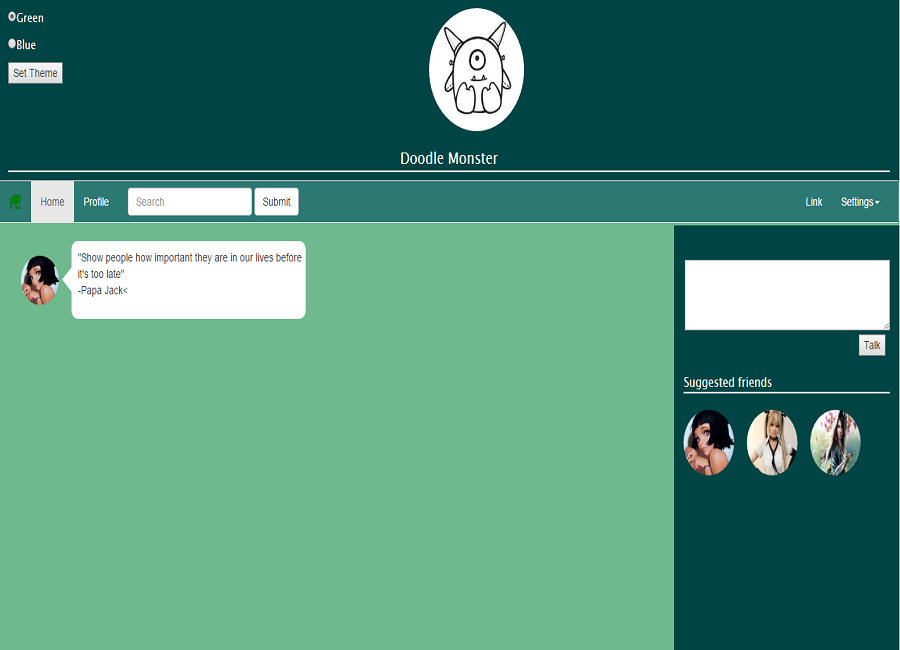 Green
Blue
Set Theme
Doodle Monster
Home Profile Search Submit Link Settings
"Show people how important they are in our lives before
it's too late"
-Papa Jack<
Talk
Suggested friends